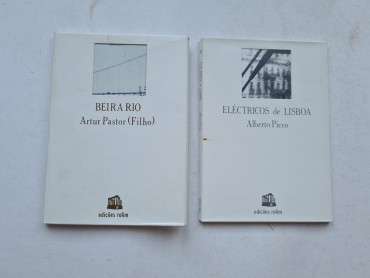 BEIRA RIO
Artur Pastor (Filho)
edições rolim
ELÉCTRICOS de LISBOA
Alberto Picco
edições rolim